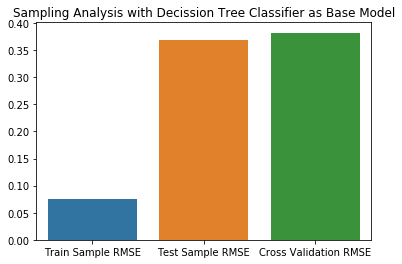 Sampling Analysis with Decission Tree Classifier as Base Model
0.40
0.35
0.30
0.25
0.20
0.15
0.10
0.05
0.00
Train Sample RMSE
Test Sample RMSE
Cross Validation RMSE